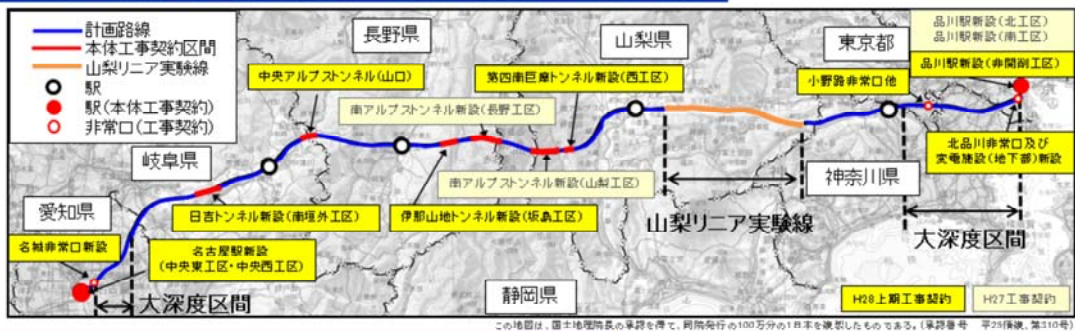 計画路線
本体工事契約区間
山梨リニア実験線
駅
駅(本体工事契約)
非常口(工事契約)
長野県
山梨県
東京都
品川駅新設(北工区)
品川駅新設(南工区)
中央アルプストンネル(山口)
第四南巨摩トンネル新設(西工区)
小野路非常口他
品川駅新設(非開削工区)
南アルプストンネル新設(長野工区)
岐阜県
北品川非常口及び
変電施設(地下部)新設
南アルプストンネル新設(山梨工区)
神奈川県
愛知県
日吉トンネル新設(南垣外工区)
伊那山地トンネル新設(坂島工区)
山梨リニア実験線
大深度区間
名城非常口新設
名古屋駅新設
(中央東工区・中央西工区)
大深度区間
静岡県
H28上期工事契約
H27工事契約
この地図は、国土地理院長の承認を得て、同院発行の100万分の1日本を複製したものである。(承認番号 平25情複、第310号)